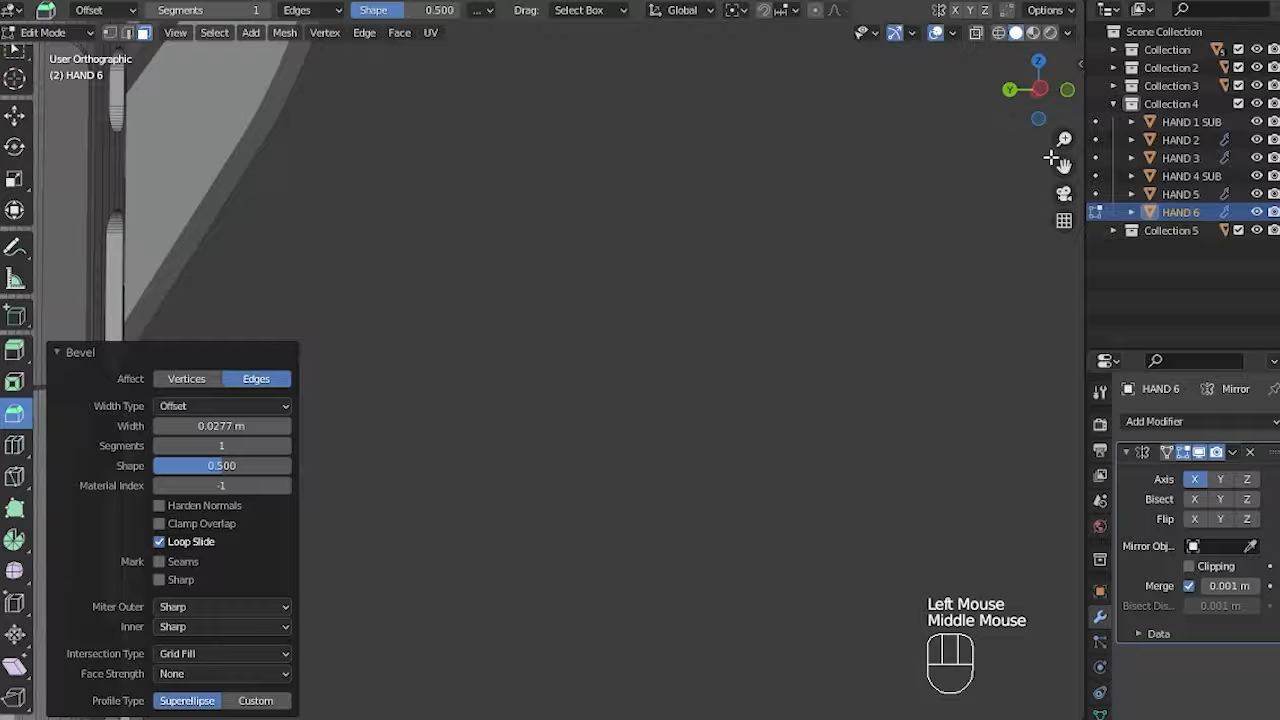 Offset Segments 1 Edges Shape 0.500 ... Drag: Select Box Global X Y Z Options
Edit Mode View Select Add Mesh Vertex Edge Face UV
User Orthographic
(2) HAND 6
Z
Y
Bevel
Affect Vertices Edges
Width Type Offset
Width 0.0277 m
Segments 1
Shape 0.500
Material Index -1
Harden Normals
Clamp Overlap
Loop Slide
Mark Seams
Sharp
Miter Outer Sharp
Inner Sharp
Intersection Type Grid Fill
Face Strength None
Profile Type Superellipse Custom
Left Mouse
Middle Mouse
Scene Collection
Collection 5
Collection 2
Collection 3
Collection 4
HAND 1 SUB
HAND 2
HAND 3
HAND 4 SUB
HAND 5
HAND 6
Collection 5
HAND 6 Mirror
Add Modifier
Axis X Y Z
Bisect X Y Z
Flip X Y Z
Mirror Obj...
Clipping
Merge 0.001 m
Bisect Dis... 0.001 m
Data